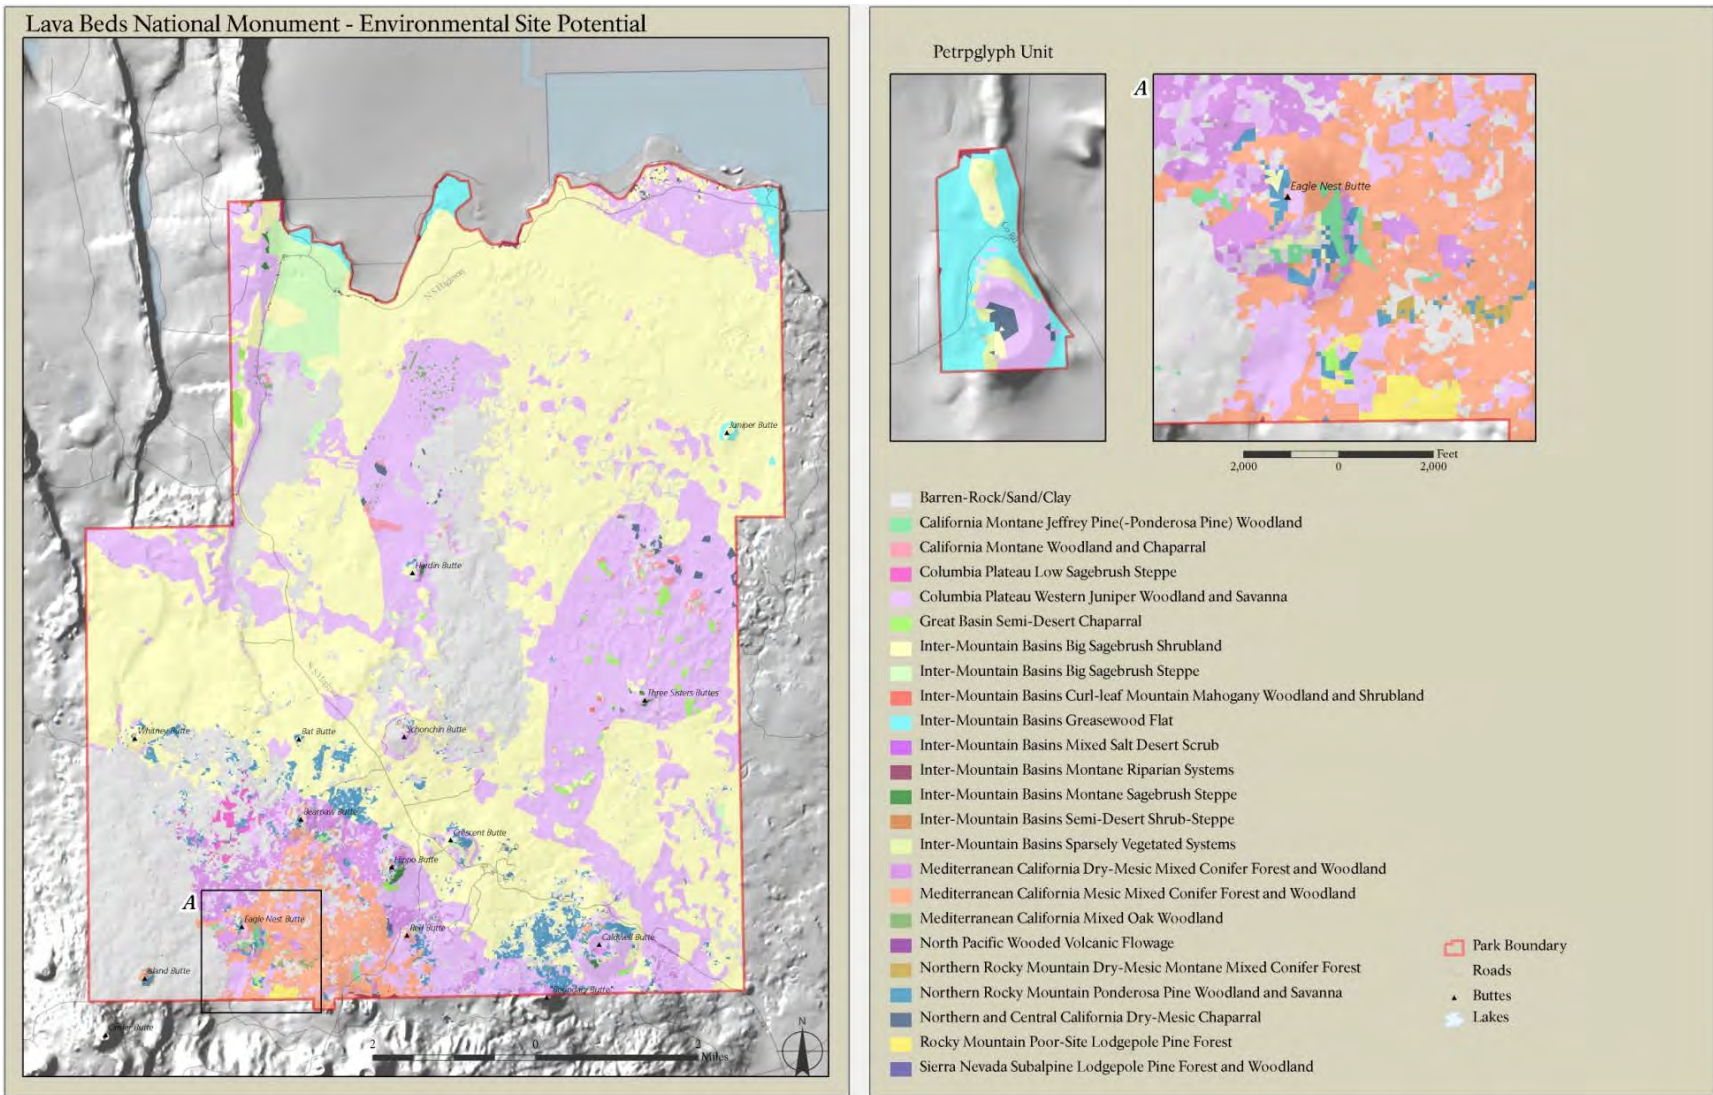 Lava Beds National Monument - Environmental Site Potential
NS Highway
Juniper Butte
Hardin Butte
Three Sisters Buttes
Whitney Butte
Bat Butte
Schonchin Butte
Bearpaw Butte
Crescent Butte
Hippo Butte
A
Eagle Nest Butte
Red Butte
Caldwell Butte
Island Butte
"Boundary Butte"
Cinder Butte
N
2 0 2
Miles
Petrpglyph Unit
A
Eagle Nest Butte
Feet
2,000 0 2,000
Barren-Rock/Sand/Clay
California Montane Jeffrey Pine(-Ponderosa Pine) Woodland
California Montane Woodland and Chaparral
Columbia Plateau Low Sagebrush Steppe
Columbia Plateau Western Juniper Woodland and Savanna
Great Basin Semi-Desert Chaparral
Inter-Mountain Basins Big Sagebrush Shrubland
Inter-Mountain Basins Big Sagebrush Steppe
Inter-Mountain Basins Curl-leaf Mountain Mahogany Woodland and Shrubland
Inter-Mountain Basins Greasewood Flat
Inter-Mountain Basins Mixed Salt Desert Scrub
Inter-Mountain Basins Montane Riparian Systems
Inter-Mountain Basins Montane Sagebrush Steppe
Inter-Mountain Basins Semi-Desert Shrub-Steppe
Inter-Mountain Basins Sparsely Vegetated Systems
Mediterranean California Dry-Mesic Mixed Conifer Forest and Woodland
Mediterranean California Mesic Mixed Conifer Forest and Woodland
Mediterranean California Mixed Oak Woodland
North Pacific Wooded Volcanic Flowage
Northern Rocky Mountain Dry-Mesic Montane Mixed Conifer Forest
Northern Rocky Mountain Ponderosa Pine Woodland and Savanna
Northern and Central California Dry-Mesic Chaparral
Rocky Mountain Poor-Site Lodgepole Pine Forest
Sierra Nevada Subalpine Lodgepole Pine Forest and Woodland
Park Boundary
Roads
Buttes
Lakes